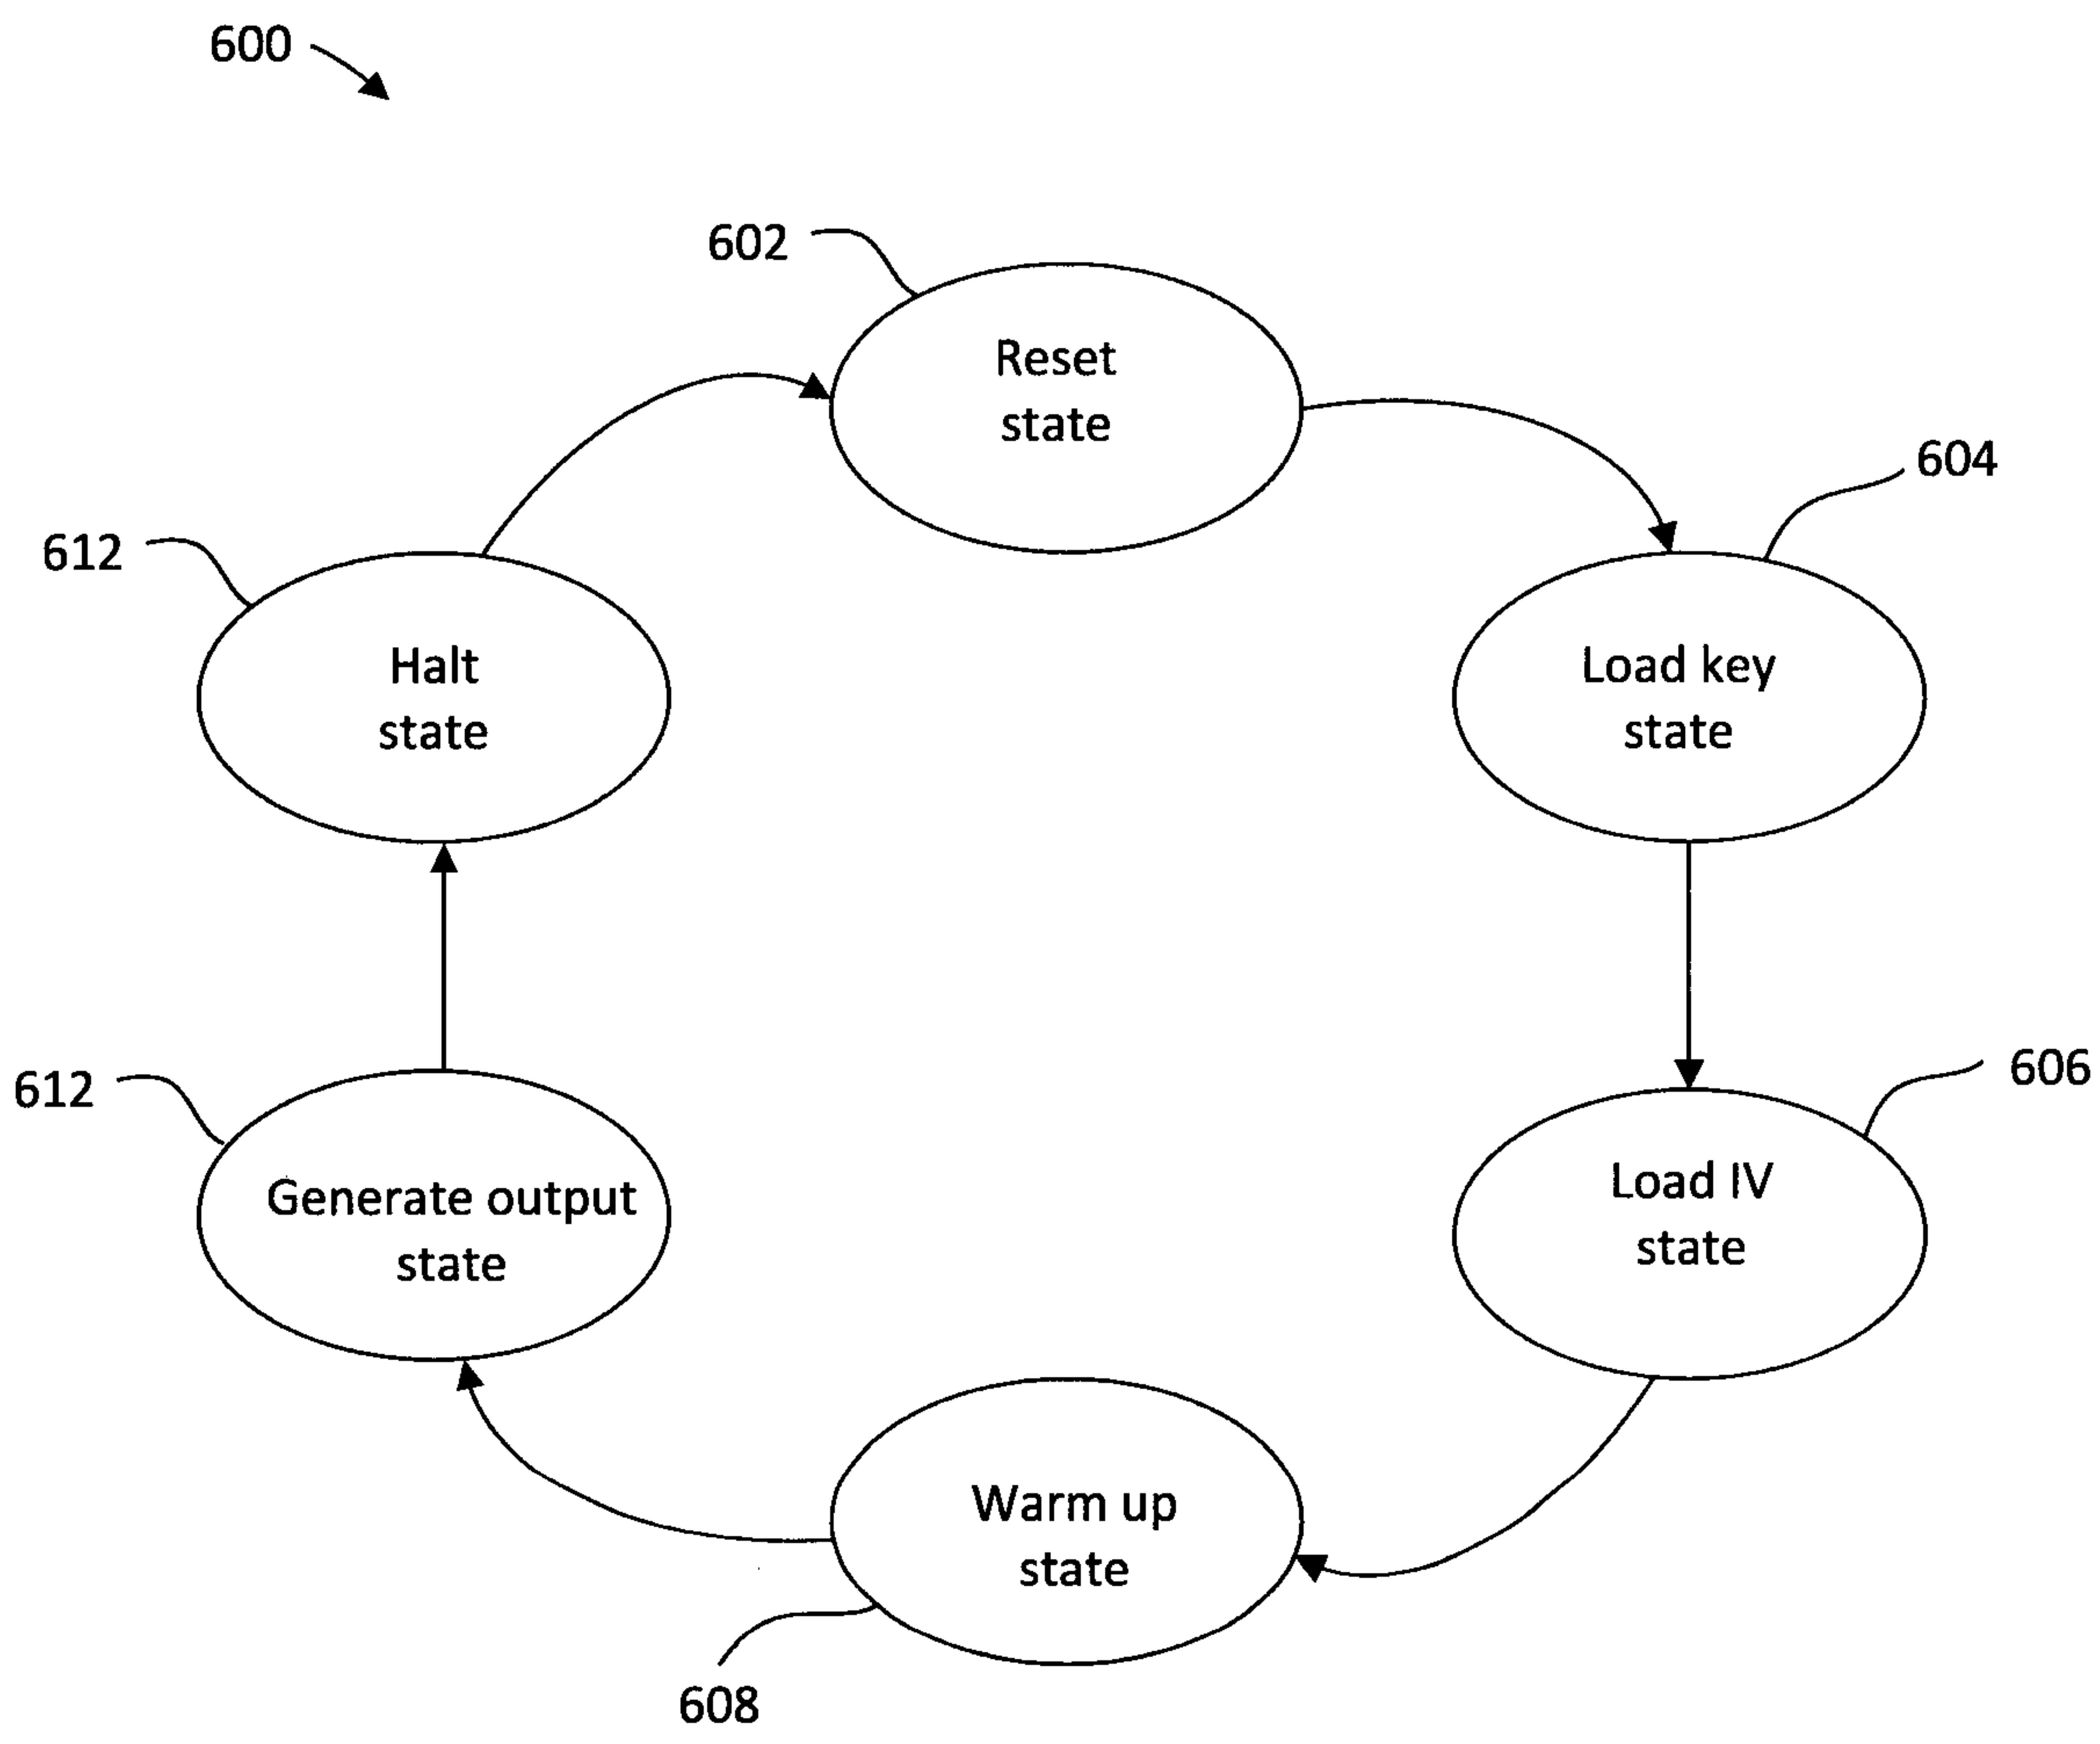 600
602
Reset
state
604
612
Halt
state
Load key
state
606
612
Generate output
state
Load IV
state
Warm up
state
608